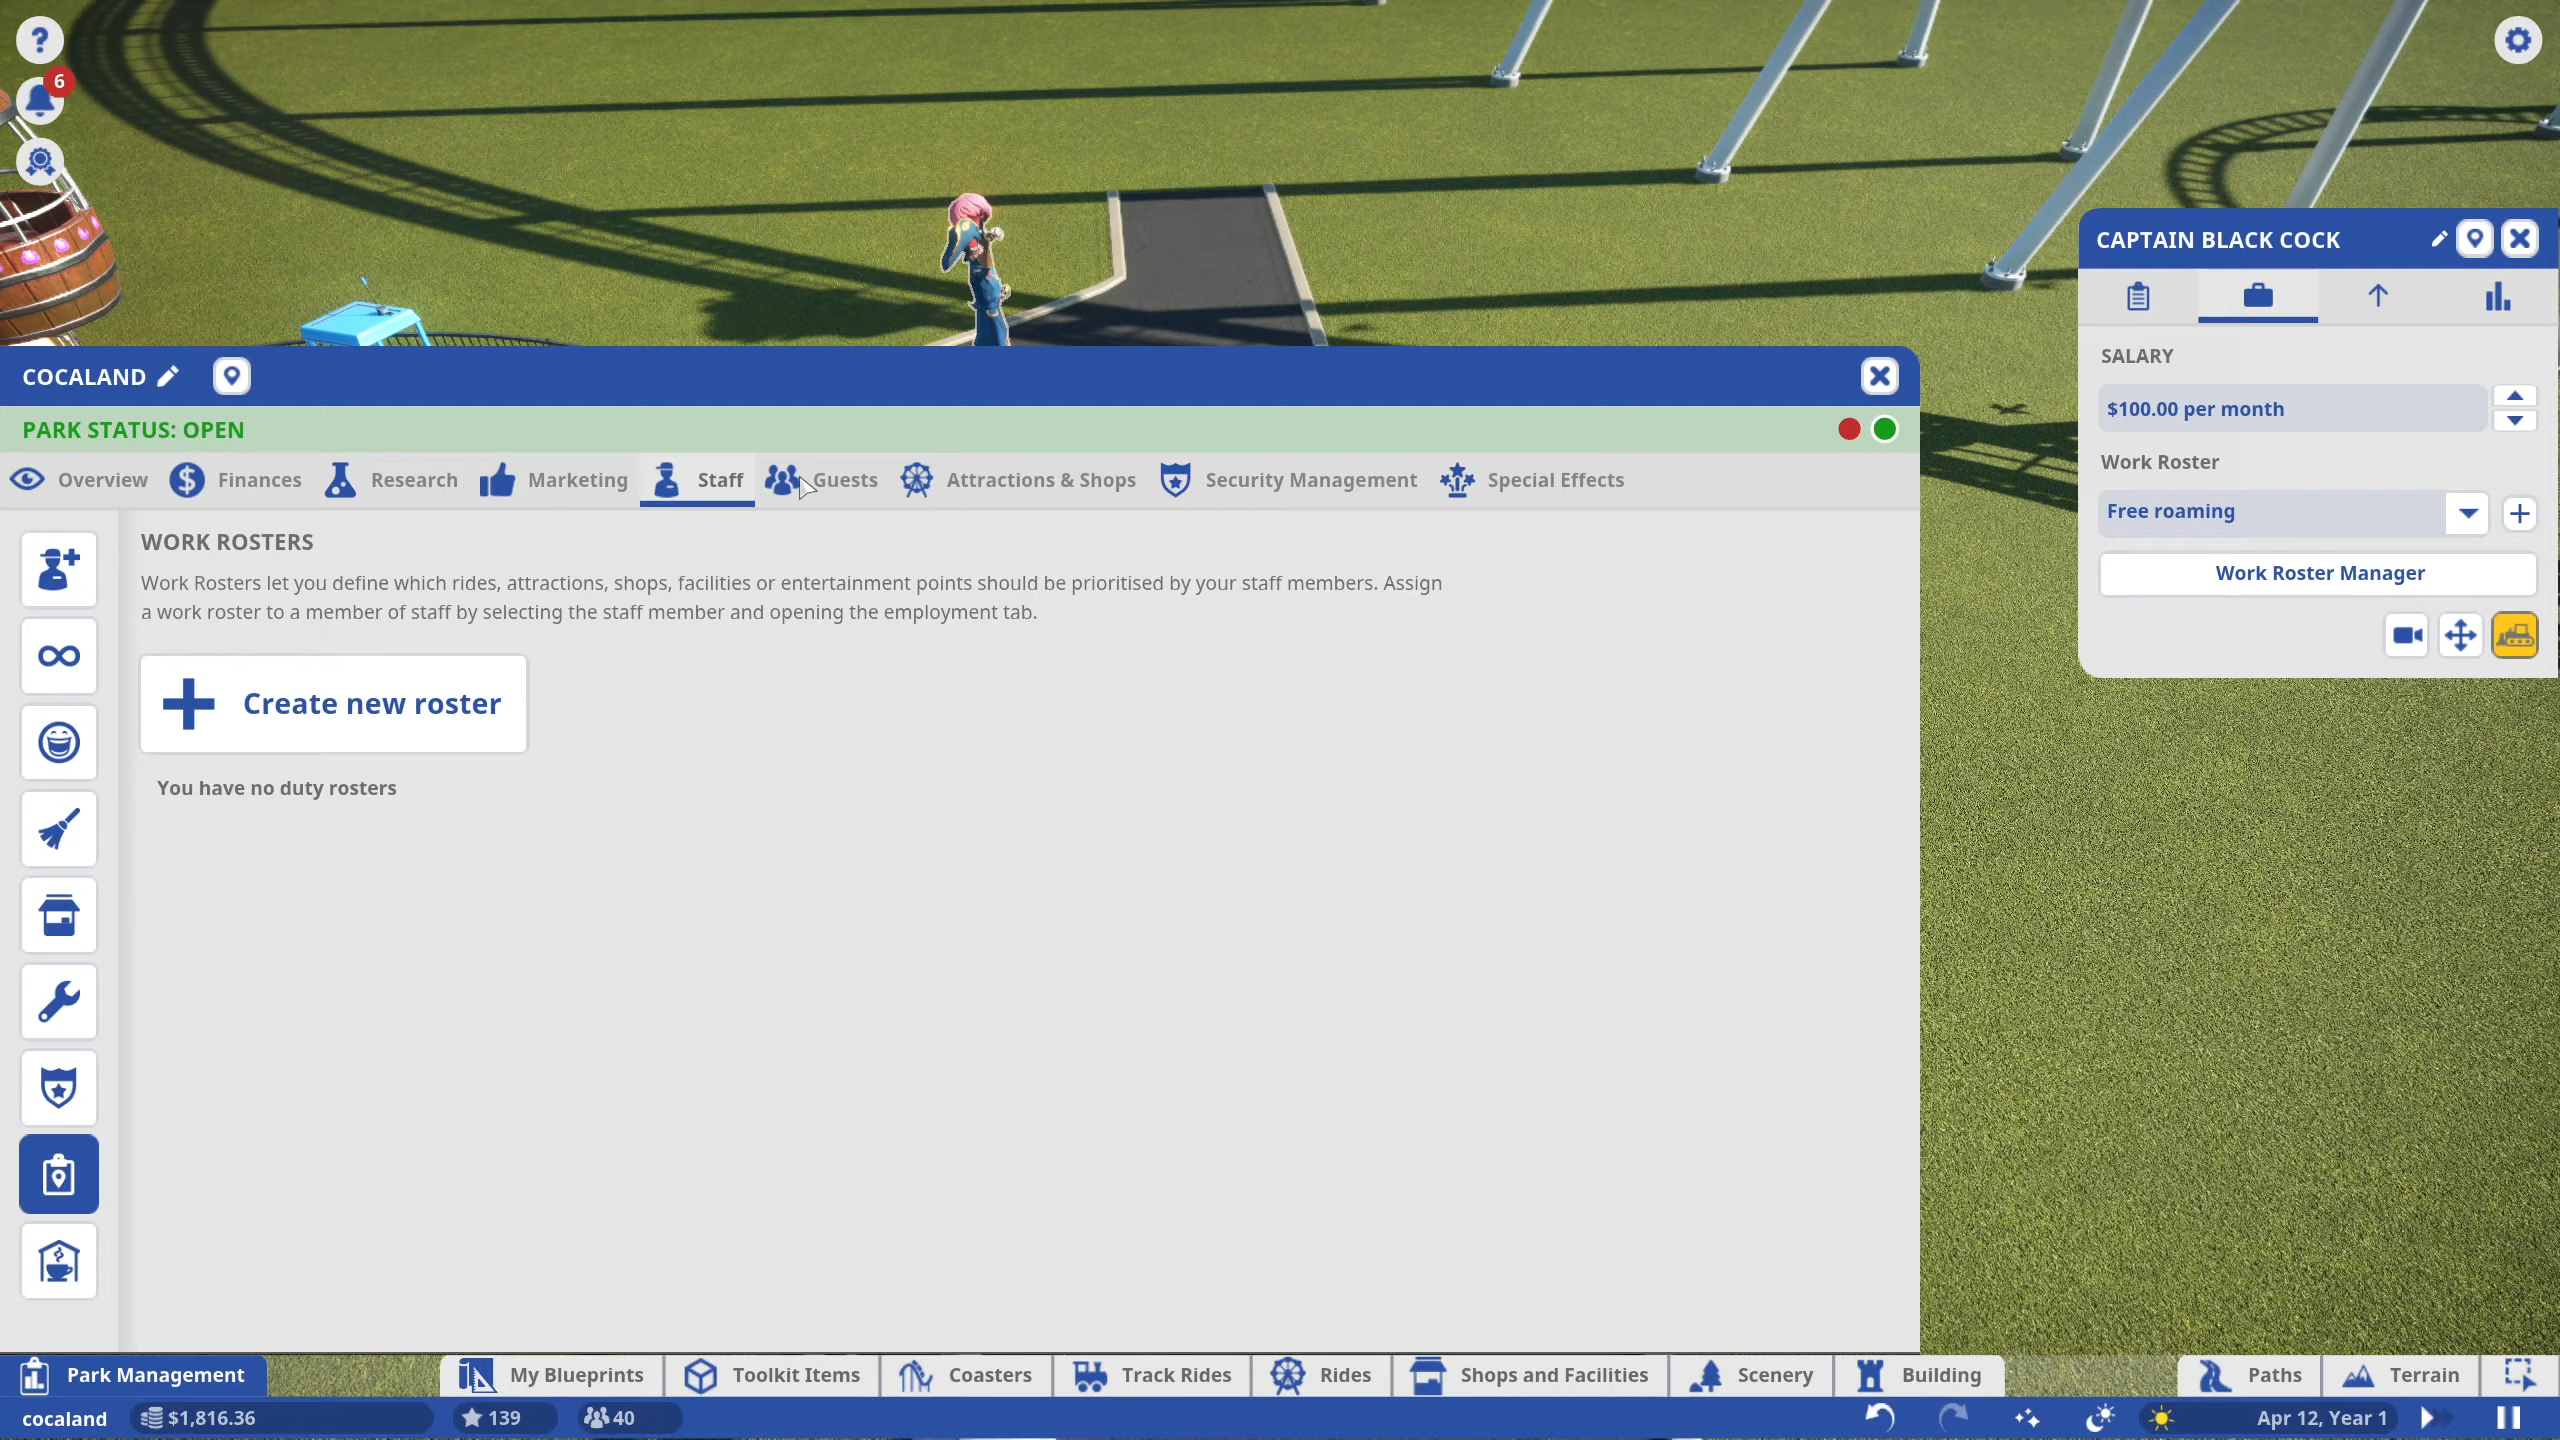 ?
6
CAPTAIN BLACK COCK
SALARY
$100.00 per month
Work Roster
Free roaming
Work Roster Manager
COCALAND
PARK STATUS: OPEN
Overview
Finances
Research
Marketing
Staff
Guests
Attractions & Shops
Security Management
Special Effects
WORK ROSTERS
Work Rosters let you define which rides, attractions, shops, facilities or entertainment points should be prioritised by your staff members. Assign
a work roster to a member of staff by selecting the staff member and opening the employment tab.
Create new roster
You have no duty rosters
Park Management
My Blueprints
Toolkit Items
Coasters
Track Rides
Rides
Shops and Facilities
Scenery
Building
Paths
Terrain
cocaland
$1,816.36
139
40
Apr 12, Year 1